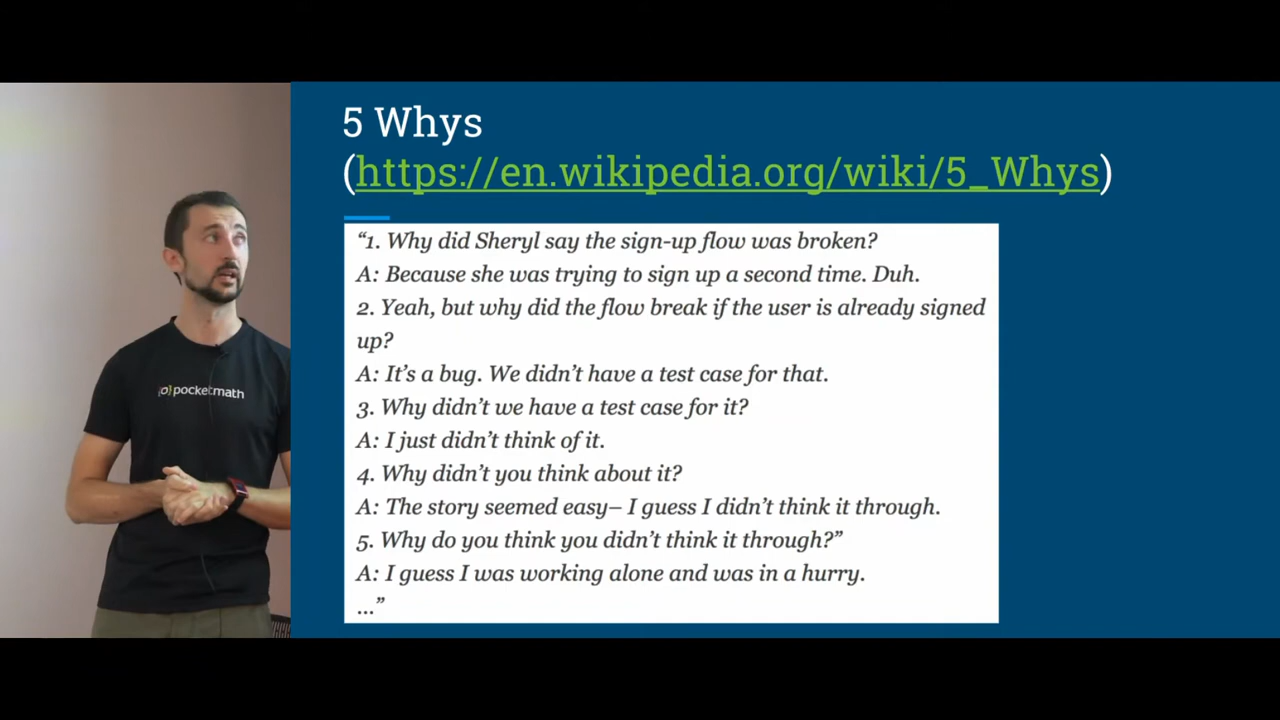 5 Whys
(https://en.wikipedia.org/wiki/5_Whys)
“1. Why did Sheryl say the sign-up flow was broken?
A: Because she was trying to sign up a second time. Duh.
2. Yeah, but why did the flow break if the user is already signed
up?
A: It’s a bug. We didn’t have a test case for that.
3. Why didn’t we have a test case for it?
A: I just didn’t think of it.
4. Why didn’t you think about it?
A: The story seemed easy– I guess I didn’t think it through.
5. Why do you think you didn’t think it through?”
A: I guess I was working alone and was in a hurry.
…”
{o}pocketmath